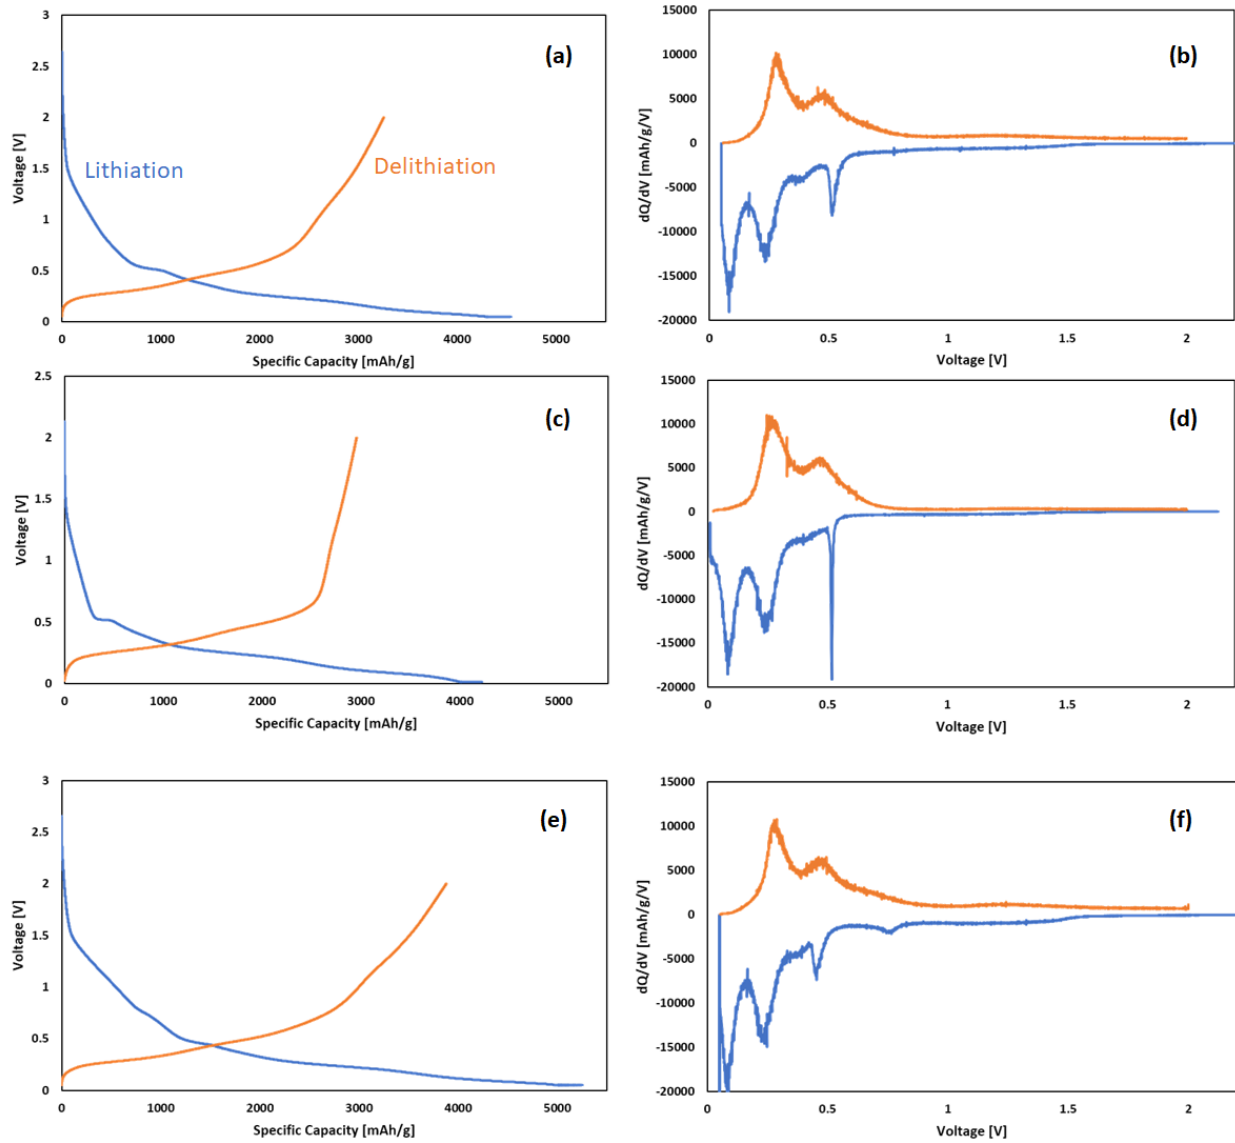 3
2.5
2
1.5
1
0.5
0
Voltage [V]
(a)
Lithiation
Delithiation
0 1000 2000 3000 4000 5000
Specific Capacity [mAh/g]
15000
10000
5000
0
-5000
-10000
-15000
-20000
dQ/dV [mAh/g/V]
(b)
0 0.5 1 1.5 2
Voltage [V]
2.5
2
1.5
1
0.5
0
Voltage [V]
(c)
0 1000 2000 3000 4000 5000
Specific Capacity [mAh/g]
15000
10000
5000
0
-5000
-10000
-15000
-20000
dQ/dV [mAh/g/V]
(d)
0 0.5 1 1.5 2
Voltage [V]
3
2.5
2
1.5
1
0.5
0
Voltage [V]
(e)
0 1000 2000 3000 4000 5000
Specific Capacity [mAh/g]
15000
10000
5000
0
-5000
-10000
-15000
-20000
dQ/dV [mAh/g/V]
(f)
0 0.5 1 1.5 2
Voltage [V]